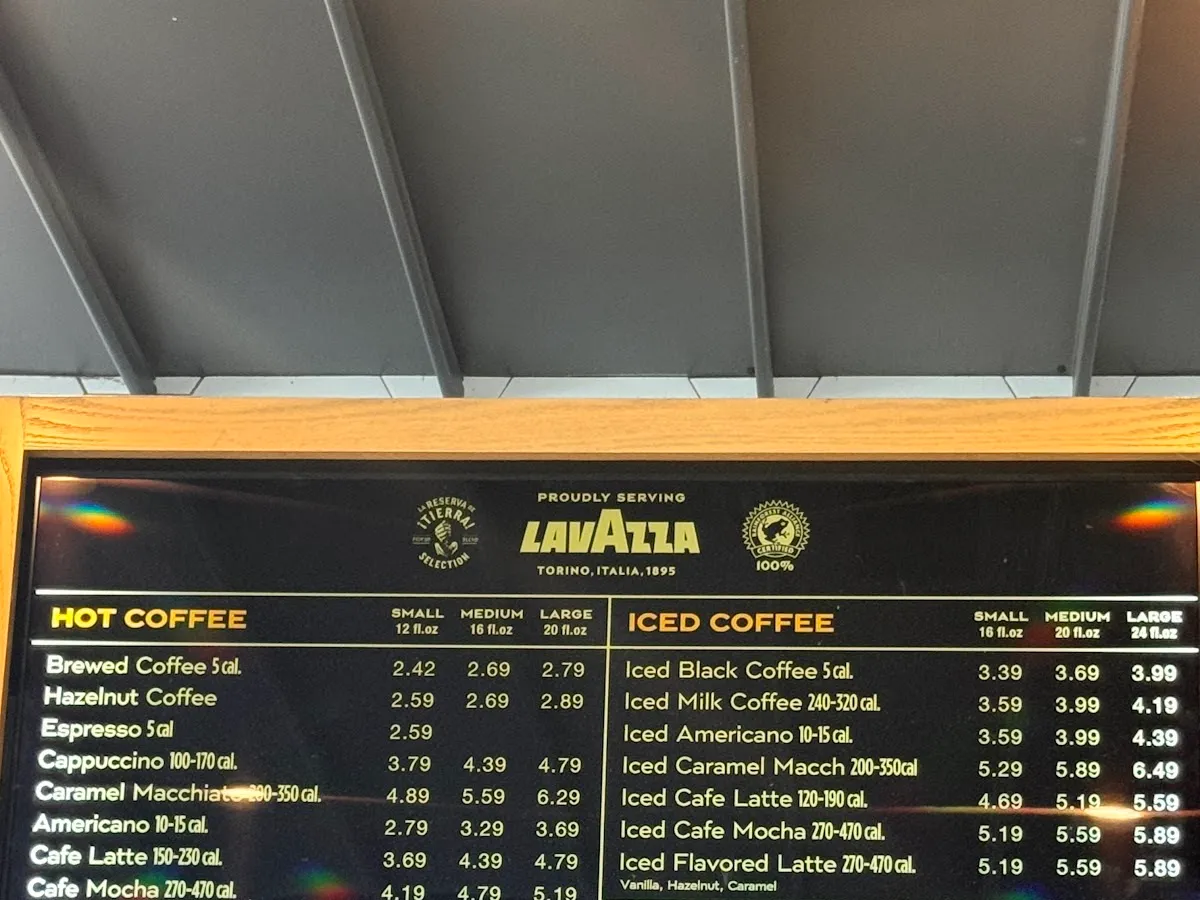 LA RESERVA DE
¡TIERRA!
SELECTION
PROUDLY SERVING
LAVAZZA
TORINO, ITALIA, 1895
CERTIFIED
100%
HOT COFFEE SMALL MEDIUM LARGE
12 fl.oz 16 fl.oz 20 fl.oz
Brewed Coffee 5 cal. 2.42 2.69 2.79
Hazelnut Coffee 2.59 2.69 2.89
Espresso 5 cal 2.59
Cappuccino 100-170 cal. 3.79 4.39 4.79
Caramel Macchiato 200-350 cal. 4.89 5.59 6.29
Americano 10-15 cal. 2.79 3.29 3.69
Cafe Latte 150-230 cal. 3.69 4.39 4.79
Cafe Mocha 270-470 cal. 4.19 4.79 5.19
ICED COFFEE SMALL MEDIUM LARGE
16 fl.oz 20 fl.oz 24 fl.oz
Iced Black Coffee 5 cal. 3.39 3.69 3.99
Iced Milk Coffee 240-320 cal. 3.59 3.99 4.19
Iced Americano 10-15 cal. 3.59 3.99 4.39
Iced Caramel Macch 200-350cal 5.29 5.89 6.49
Iced Cafe Latte 120-190 cal. 4.69 5.19 5.59
Iced Cafe Mocha 270-470 cal. 5.19 5.59 5.89
Iced Flavored Latte 270-470 cal. 5.19 5.59 5.89
Vanilla, Hazelnut, Caramel